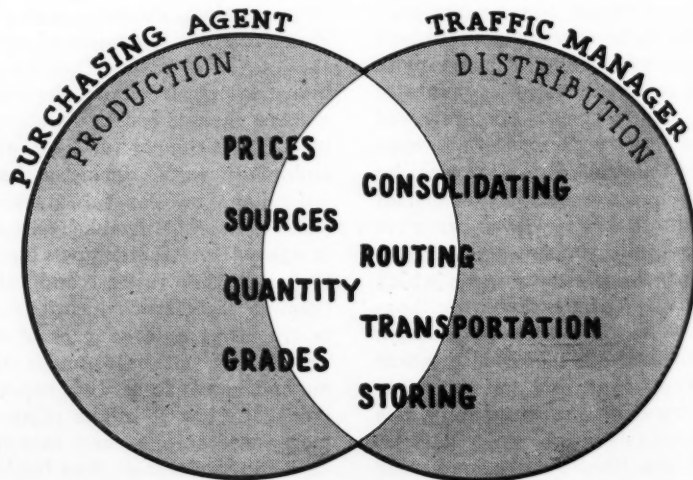 PURCHASING AGENT
PRODUCTION
TRAFFIC MANAGER
DISTRIBUTION
PRICES
SOURCES
QUANTITY
GRADES
CONSOLIDATING
ROUTING
TRANSPORTATION
STORING